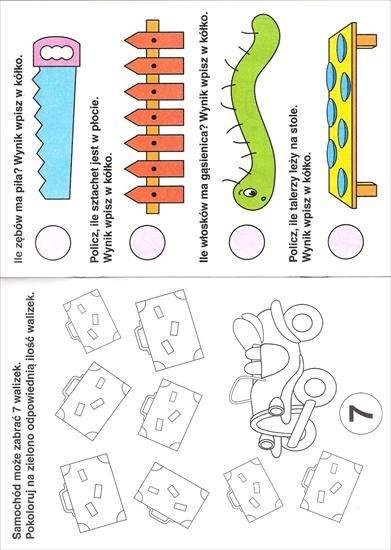 Ile zębów ma piła? Wynik wpisz w kółko.
Policz, ile sztachet jest w płocie.
Wynik wpisz w kółko.
Ile włosków ma gąsienica? Wynik wpisz w kółko.
Policz, ile talerzy leży na stole.
Wynik wpisz w kółko.
Samochód może zabrać 7 walizek.
Pokoloruj na zielono odpowiednią ilość walizek.
7